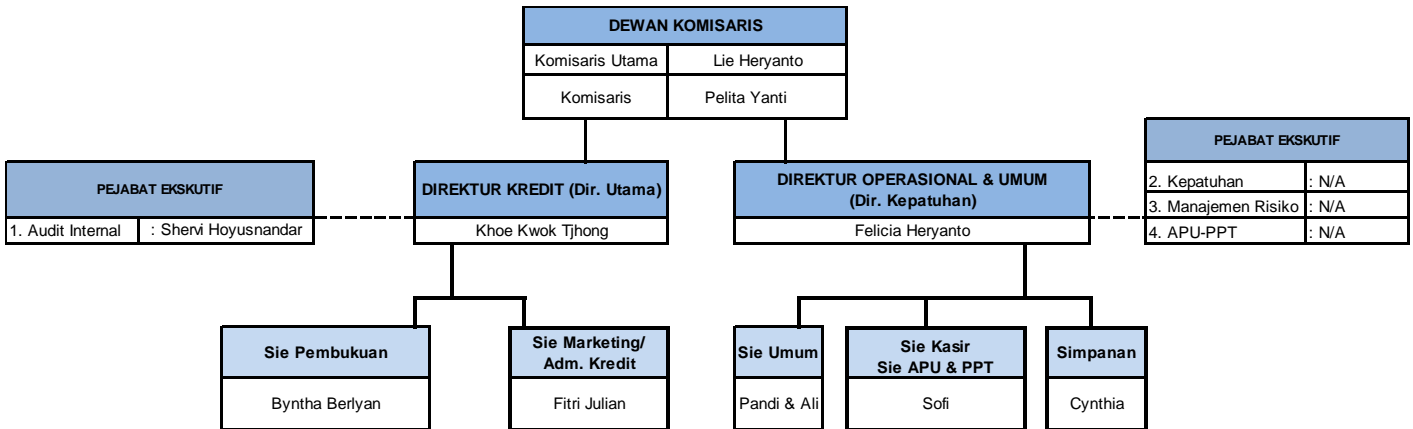 DEWAN KOMISARIS
Komisaris Utama Lie Heryanto
Komisaris Pelita Yanti
PEJABAT EKSKUTIF
1. Audit Internal : Shervi Hoyusnandar
DIREKTUR KREDIT (Dir. Utama)
Khoe Kwok Tjhong
DIREKTUR OPERASIONAL & UMUM
(Dir. Kepatuhan)
Felicia Heryanto
PEJABAT EKSKUTIF
2. Kepatuhan : N/A
3. Manajemen Risiko : N/A
4. APU-PPT : N/A
Sie Pembukuan
Byntha Berlyan
Sie Marketing/
Adm. Kredit
Fitri Julian
Sie Umum
Pandi & Ali
Sie Kasir
Sie APU & PPT
Sofi
Simpanan
Cynthia